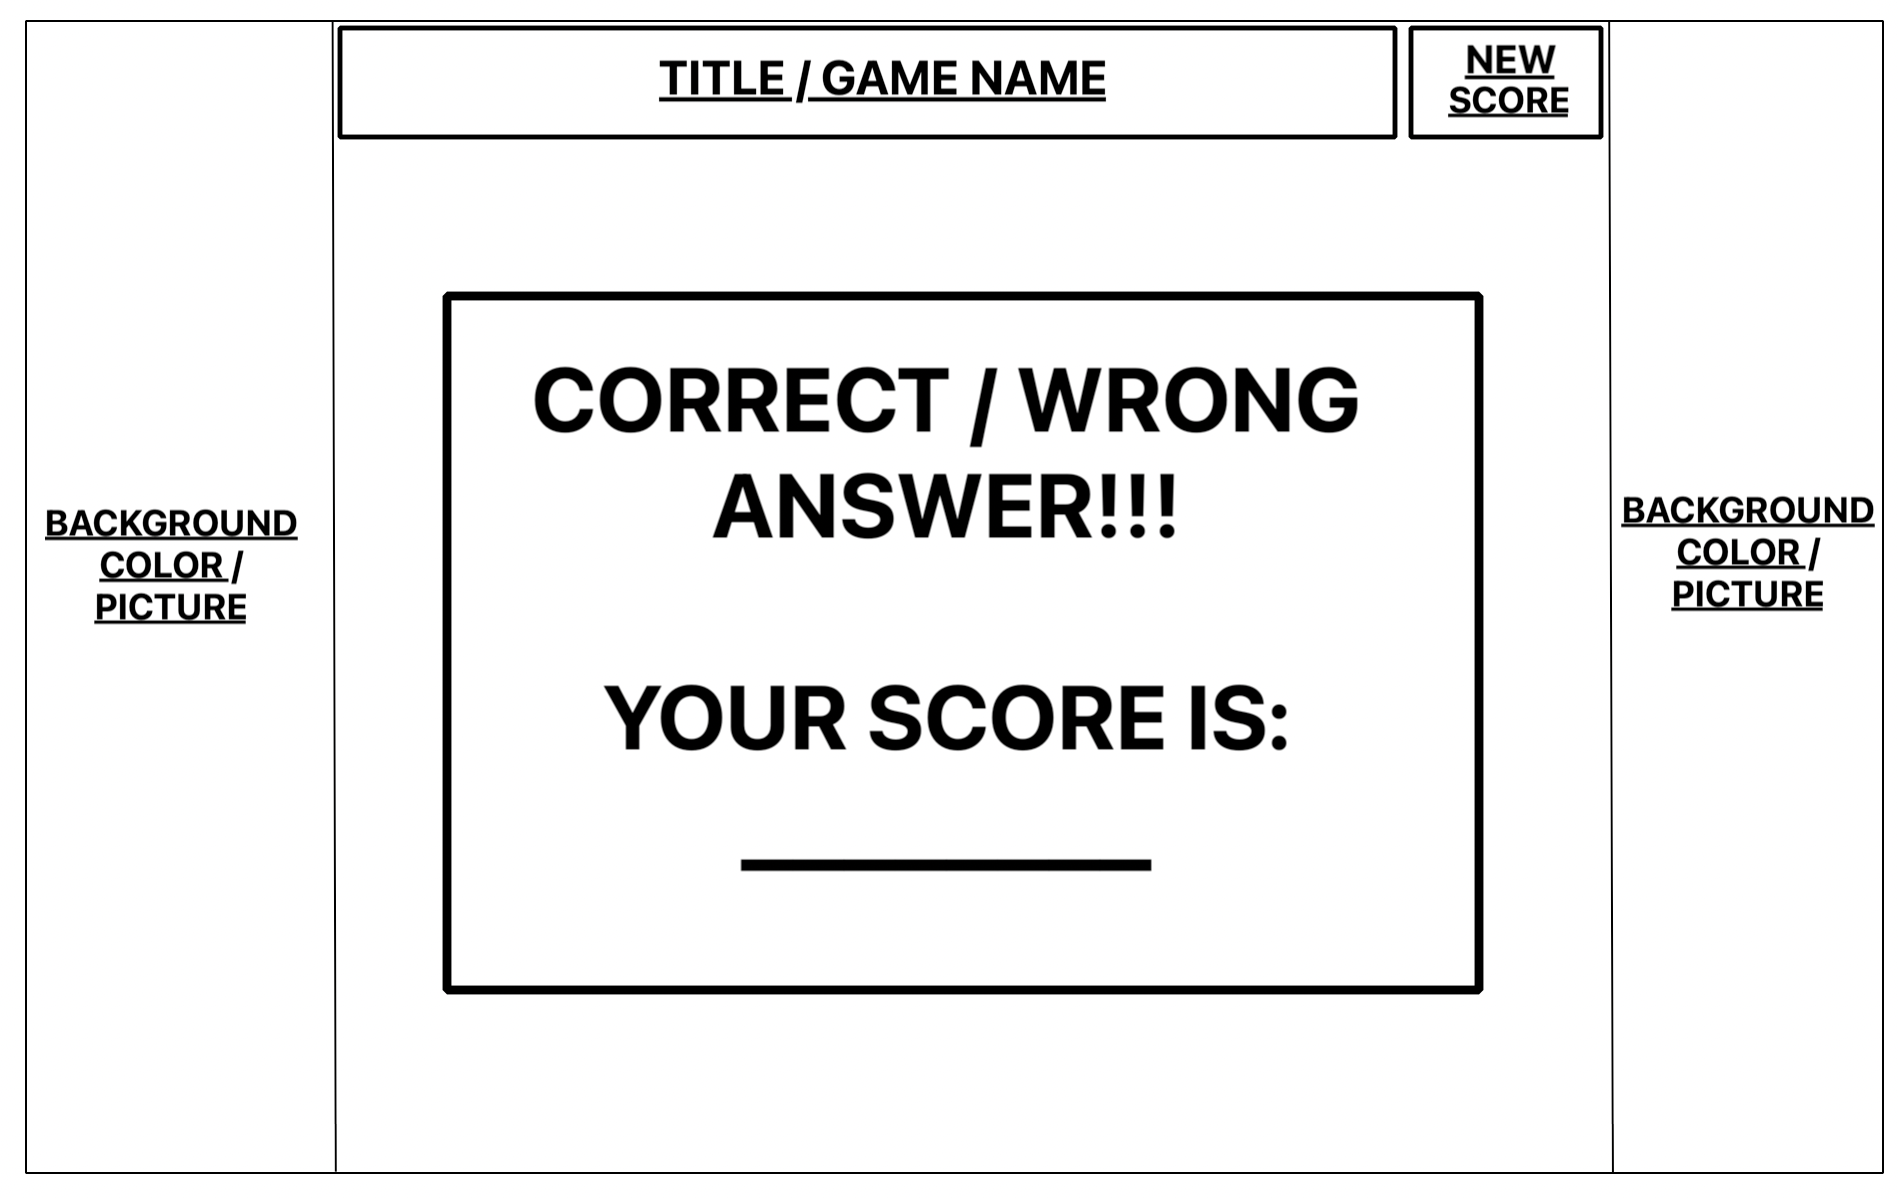 TITLE / GAME NAME
NEW
SCORE
CORRECT / WRONG
ANSWER!!!
YOUR SCORE IS:
BACKGROUND
COLOR /
PICTURE
BACKGROUND
COLOR /
PICTURE